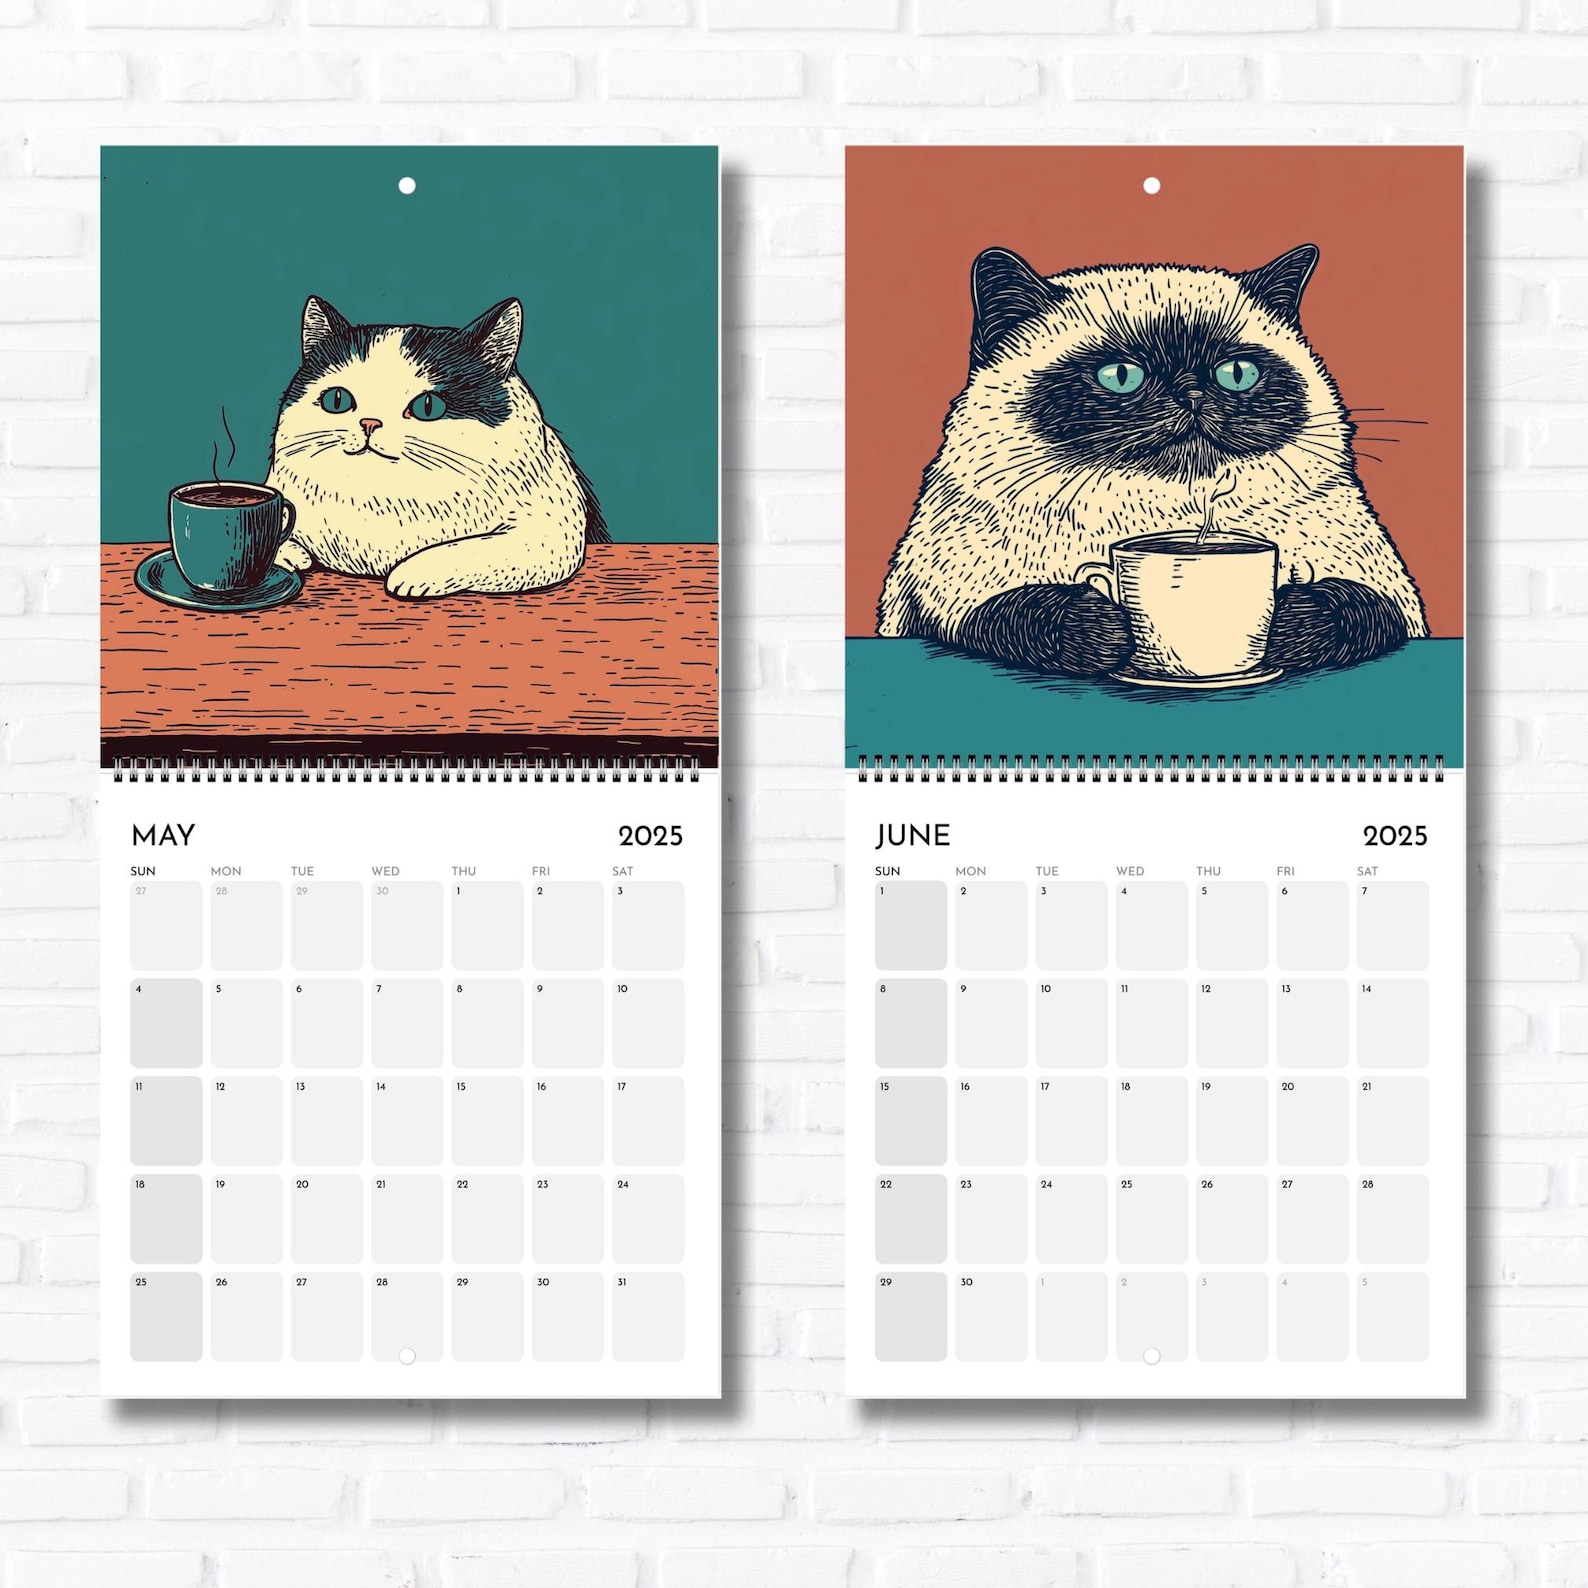 MAY 2025
SUN MON TUE WED THU FRI SAT
27 28 29 30 1 2 3
4 5 6 7 8 9 10
11 12 13 14 15 16 17
18 19 20 21 22 23 24
25 26 27 28 29 30 31
JUNE 2025
SUN MON TUE WED THU FRI SAT
1 2 3 4 5 6 7
8 9 10 11 12 13 14
15 16 17 18 19 20 21
22 23 24 25 26 27 28
29 30 1 2 3 4 5